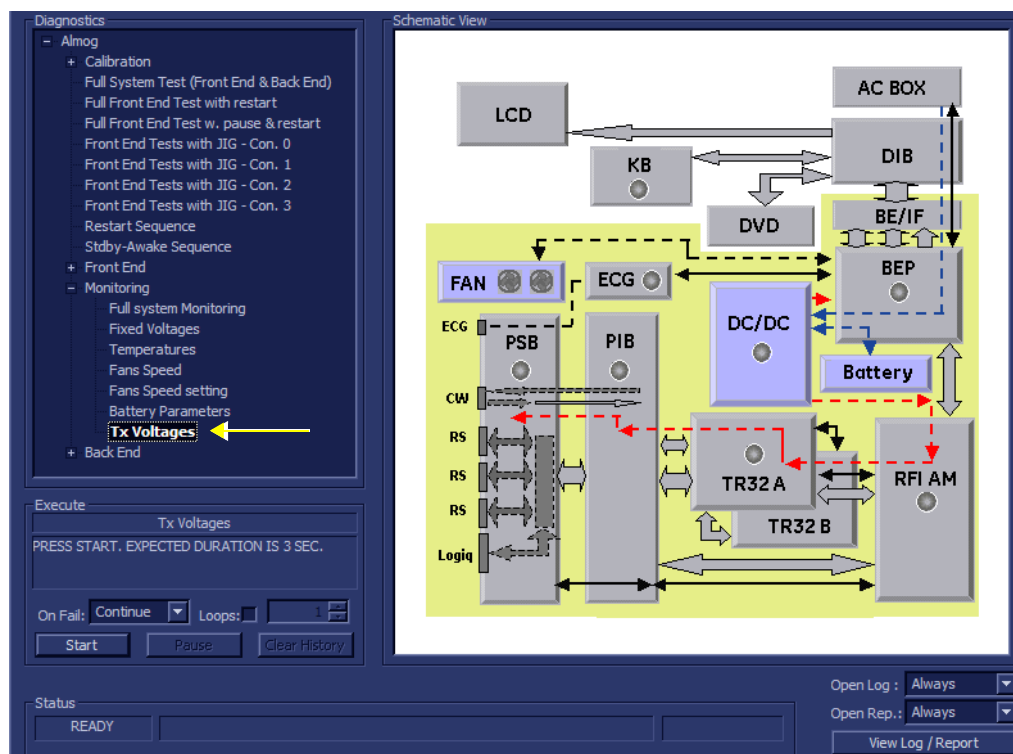 Diagnostics
Almog
Calibration
Full System Test (Front End & Back End)
Full Front End Test with restart
Full Front End Test w. pause & restart
Front End Tests with JIG - Con. 0
Front End Tests with JIG - Con. 1
Front End Tests with JIG - Con. 2
Front End Tests with JIG - Con. 3
Restart Sequence
Stdby-Awake Sequence
Front End
Monitoring
Full system Monitoring
Fixed Voltages
Temperatures
Fans Speed
Fans Speed setting
Battery Parameters
Tx Voltages
Back End
Execute
Tx Voltages
PRESS START. EXPECTED DURATION IS 3 SEC.
On Fail: Continue Loops: 1
Start Pause Clear History
Schematic View
AC BOX
LCD
DIB
KB
DVD
BE/IF
BEP
FAN
ECG
DC/DC
ECG
PSB
PIB
Battery
CW
RS
RS
RS
Logiq
TR32 A
TR32 B
RFI AM
Status
READY
Open Log : Always
Open Rep.: Always
View Log / Report